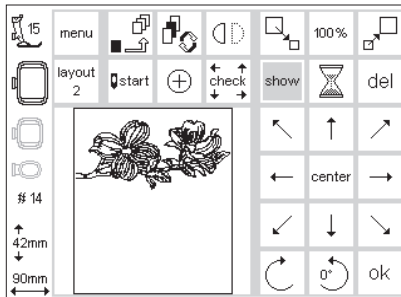 15 menu 100%
layout 2 start check show del
# 14
center
42mm
90mm 0° ok